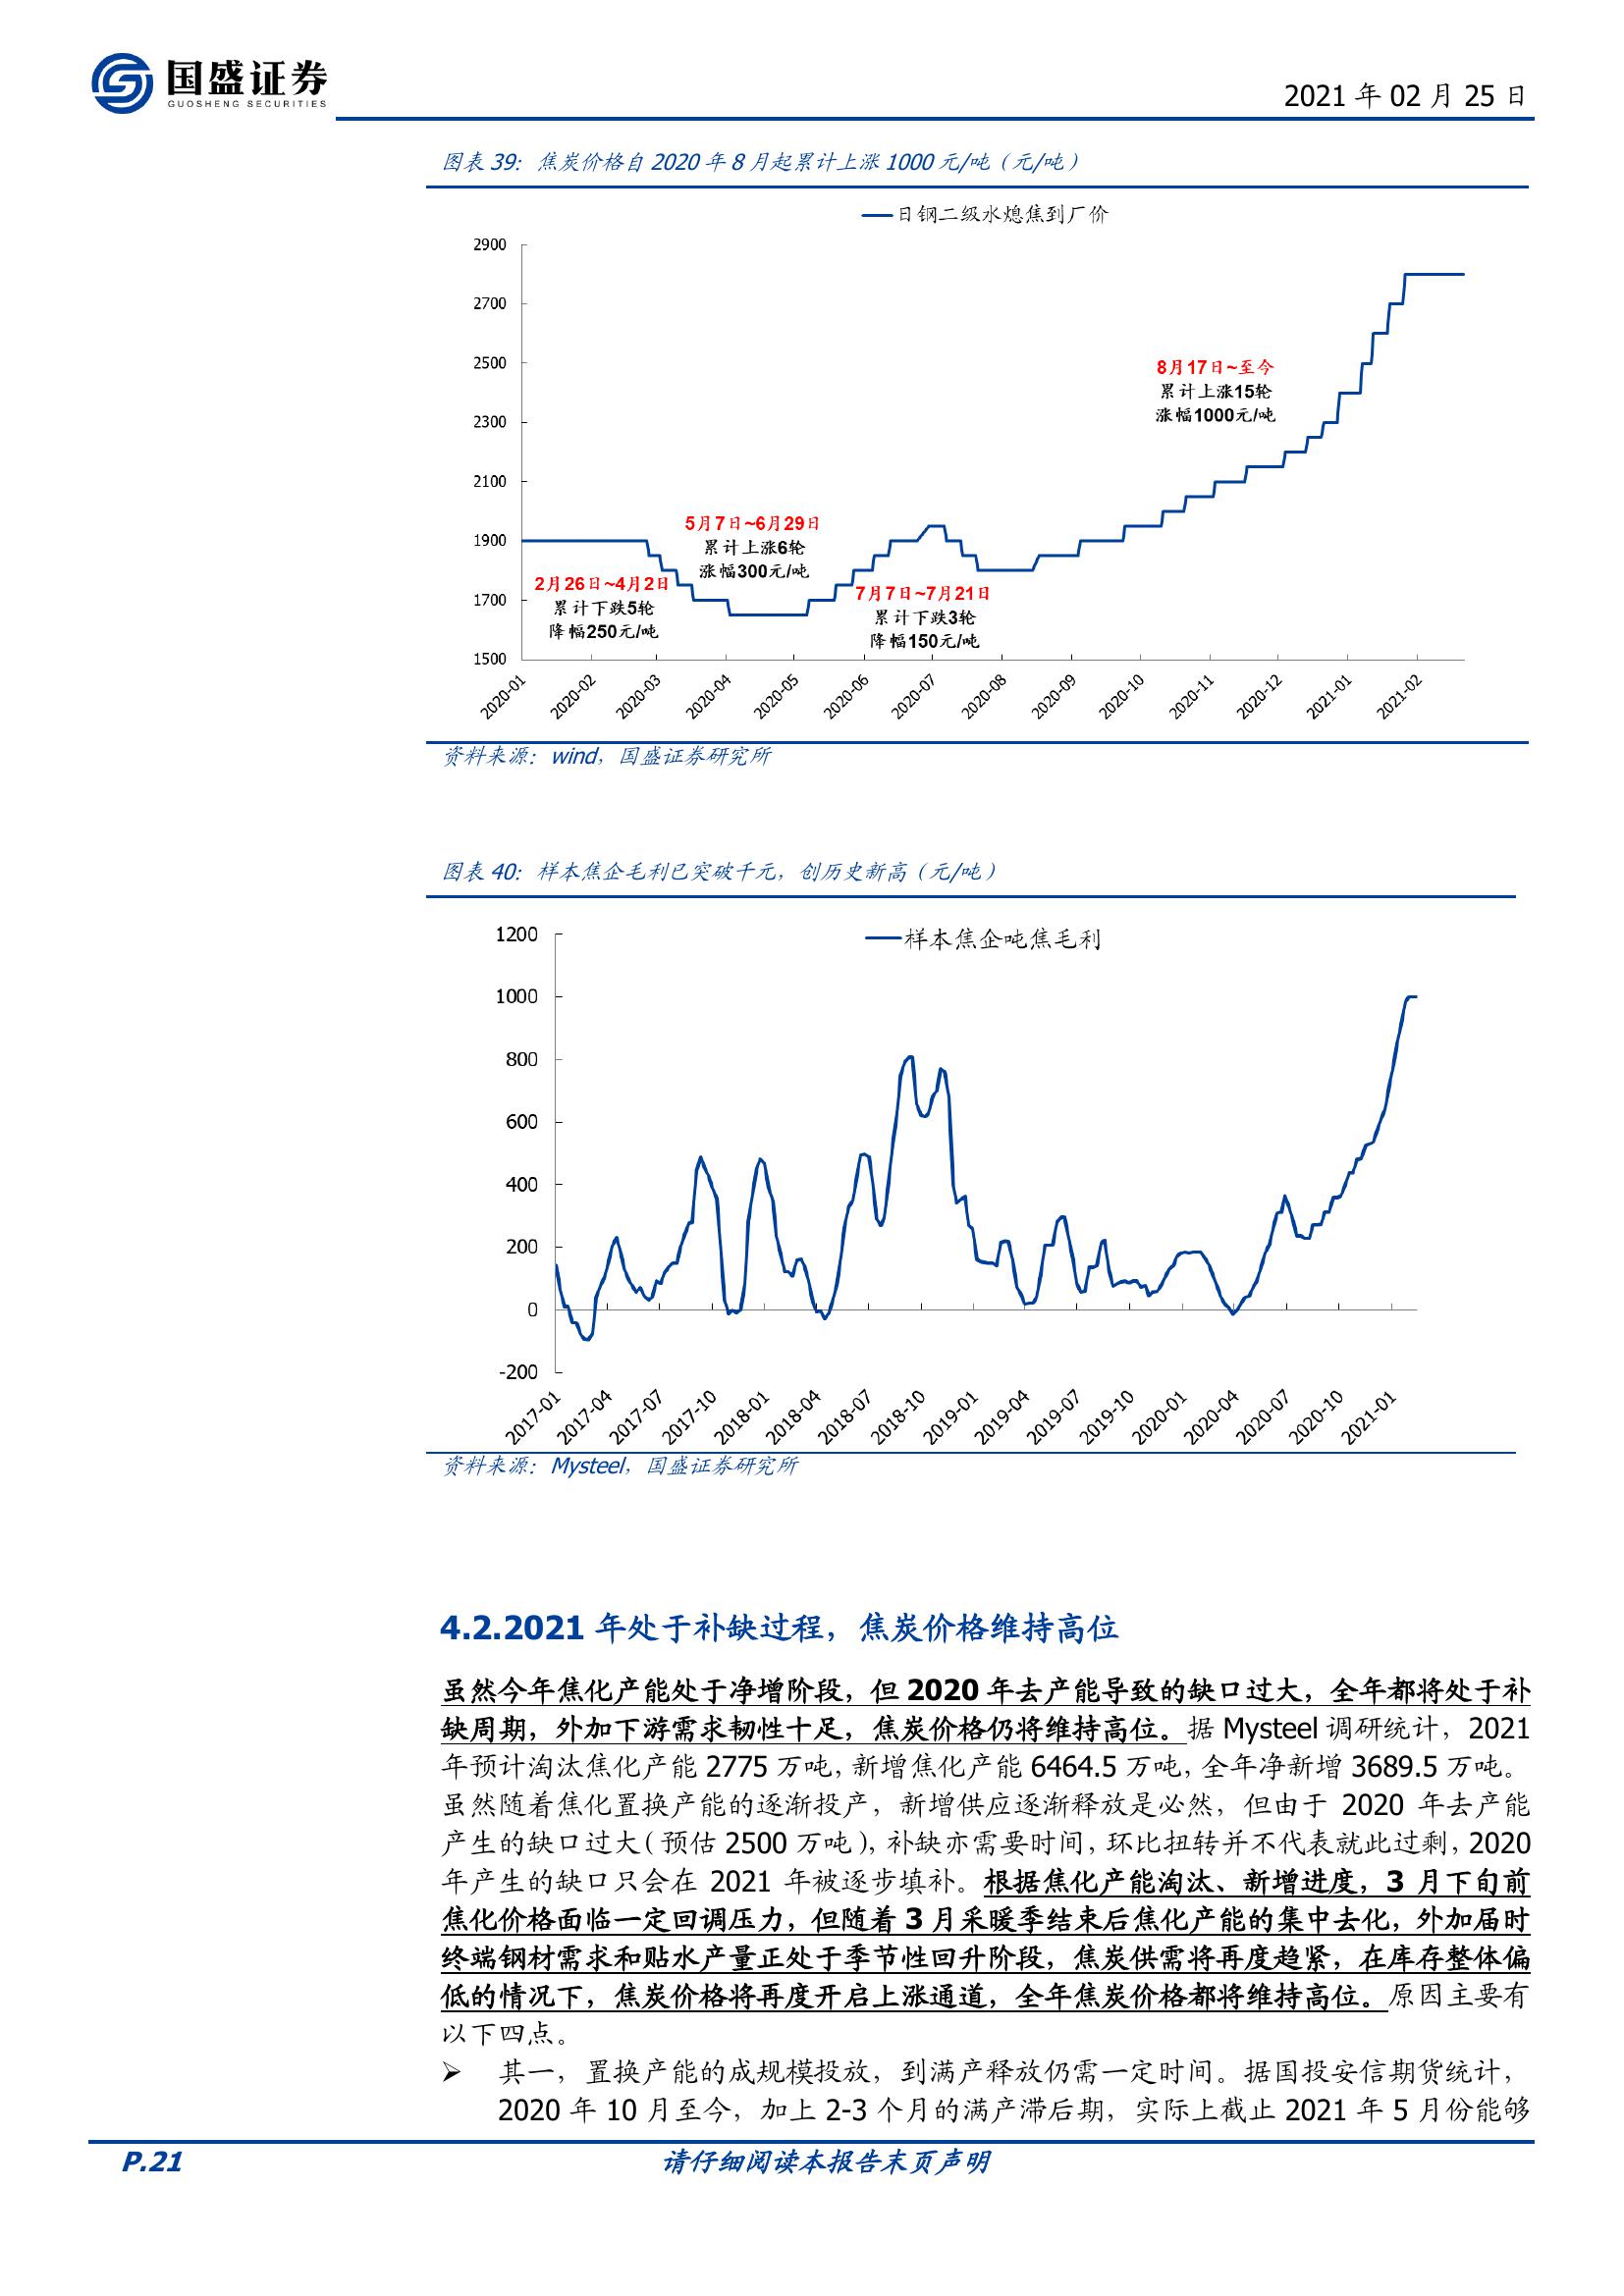 国盛证券
GUOSHENG SECURITIES
2021 年 02 月 25 日
图表 39：焦炭价格自 2020 年 8 月起累计上涨 1000 元/吨（元/吨）
日钢二级水熄焦到厂价
2900
2700
2500
2300
2100
1900
1700
1500
8月17日~至今
累计上涨15轮
涨幅1000元/吨
5月7日~6月29日
累计上涨6轮
涨幅300元/吨
2月26日~4月2日
累计下跌5轮
降幅250元/吨
7月7日~7月21日
累计下跌3轮
降幅150元/吨
2020-01 2020-02 2020-03 2020-04 2020-05 2020-06 2020-07 2020-08 2020-09 2020-10 2020-11 2020-12 2021-01 2021-02
资料来源：wind，国盛证券研究所
图表 40：样本焦企毛利已突破千元，创历史新高（元/吨）
样本焦企吨焦毛利
1200
1000
800
600
400
200
0
-200
2017-01 2017-04 2017-07 2017-10 2018-01 2018-04 2018-07 2018-10 2019-01 2019-04 2019-07 2019-10 2020-01 2020-04 2020-07 2020-10 2021-01
资料来源：Mysteel，国盛证券研究所
4.2.2021 年处于补缺过程，焦炭价格维持高位
虽然今年焦化产能处于净增阶段，但 2020 年去产能导致的缺口过大，全年都将处于补
缺周期，外加下游需求韧性十足，焦炭价格仍将维持高位。据 Mysteel 调研统计，2021
年预计淘汰焦化产能 2775 万吨，新增焦化产能 6464.5 万吨，全年净新增 3689.5 万吨。
虽然随着焦化置换产能的逐渐投产，新增供应逐渐释放是必然，但由于 2020 年去产能
产生的缺口过大（预估 2500 万吨），补缺亦需要时间，环比扭转并不代表就此过剩，2020
年产生的缺口只会在 2021 年被逐步填补。根据焦化产能淘汰、新增进度，3 月下旬前
焦化价格面临一定回调压力，但随着 3 月采暖季结束后焦化产能的集中去化，外加届时
终端钢材需求和贴水产量正处于季节性回升阶段，焦炭供需将再度趋紧，在库存整体偏
低的情况下，焦炭价格将再度开启上涨通道，全年焦炭价格都将维持高位。原因主要有
以下四点。
➢ 其一，置换产能的成规模投放，到满产释放仍需一定时间。据国投安信期货统计，
2020 年 10 月至今，加上 2-3 个月的满产滞后期，实际上截止 2021 年 5 月份能够
P.21
请仔细阅读本报告末页声明